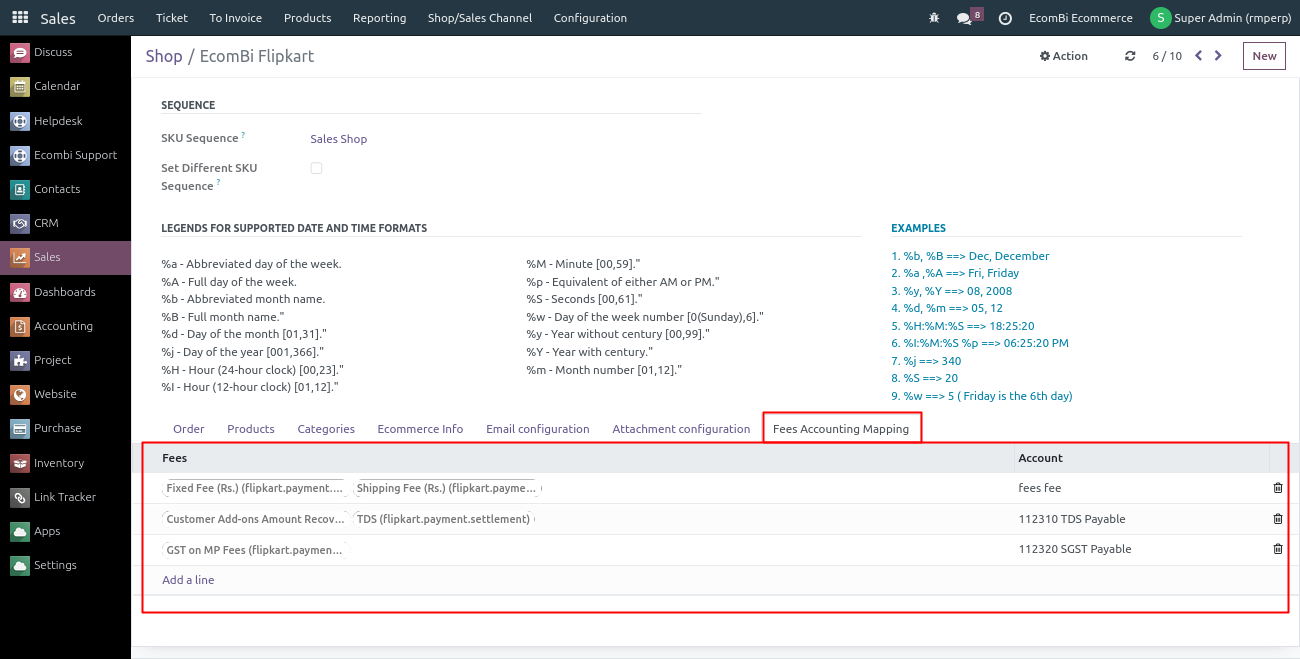 Sales Orders Ticket To Invoice Products Reporting Shop/Sales Channel Configuration 8 EcomBi Ecommerce S Super Admin (rmperp)
Discuss
Calendar
Helpdesk
Ecombi Support
Contacts
CRM
Sales
Dashboards
Accounting
Project
Website
Purchase
Inventory
Link Tracker
Apps
Settings
Shop / EcomBi Flipkart Action 6 / 10 New
SEQUENCE
SKU Sequence ? Sales Shop
Set Different SKU
Sequence ?
LEGENDS FOR SUPPORTED DATE AND TIME FORMATS
%a - Abbreviated day of the week.
%A - Full day of the week.
%b - Abbreviated month name.
%B - Full month name."
%d - Day of the month [01,31]."
%j - Day of the year [001,366]."
%H - Hour (24-hour clock) [00,23]."
%I - Hour (12-hour clock) [01,12]."
%M - Minute [00,59]."
%p - Equivalent of either AM or PM."
%S - Seconds [00,61]."
%w - Day of the week number [0(Sunday),6]."
%y - Year without century [00,99]."
%Y - Year with century."
%m - Month number [01,12]."
EXAMPLES
1. %b, %B ==> Dec, December
2. %a ,%A ==> Fri, Friday
3. %y, %Y ==> 08, 2008
4. %d, %m ==> 05, 12
5. %H:%M:%S ==> 18:25:20
6. %I:%M:%S %p ==> 06:25:20 PM
7. %j ==> 340
8. %S ==> 20
9. %w ==> 5 ( Friday is the 6th day)
Order Products Categories Ecommerce Info Email configuration Attachment configuration Fees Accounting Mapping
Fees Account
Fixed Fee (Rs.) (flipkart.payment.... Shipping Fee (Rs.) (flipkart.payme... fees fee
Customer Add-ons Amount Recov... TDS (flipkart.payment.settlement) 112310 TDS Payable
GST on MP Fees (flipkart.paymen... 112320 SGST Payable
Add a line